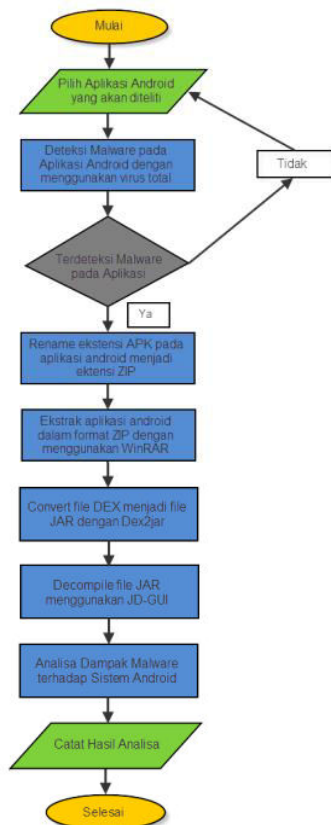 Mulai
Pilih Aplikasi Android
yang akan diteliti
Deteksi Malware pada
Aplikasi Android dengan
menggunakan virus total
Tidak
Terdeteksi Malware
pada Aplikasi
Ya
Rename ekstensi APK pada
aplikasi android menjadi
ektensi ZIP
Ekstrak aplikasi android
dalam format ZIP dengan
menggunakan WinRAR
Convert file DEX menjadi file
JAR dengan Dex2jar
Decompile file JAR
menggunakan JD-GUI
Analisa Dampak Malware
terhadap Sistem Android
Catat Hasil Analisa
Selesai